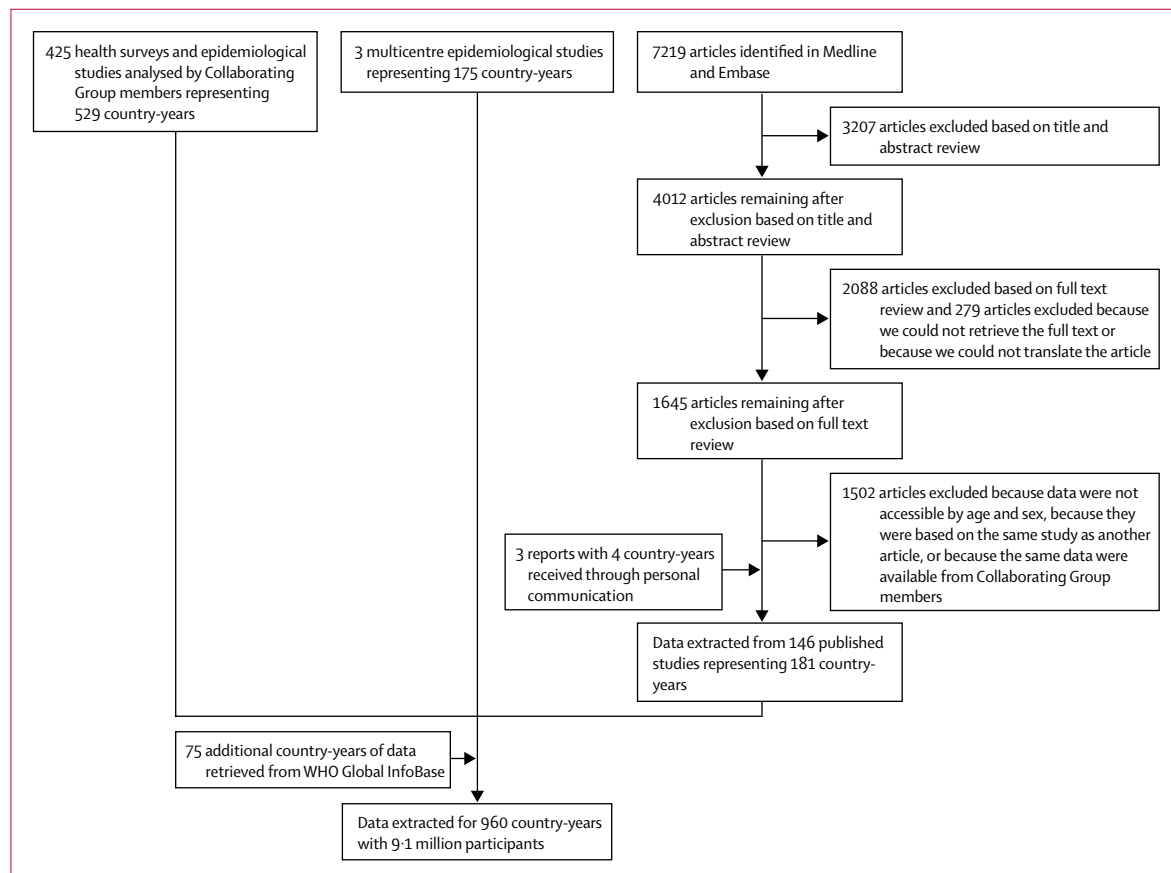 425 health surveys and epidemiological
studies analysed by Collaborating
Group members representing
529 country-years
3 multicentre epidemiological studies
representing 175 country-years
7219 articles identified in Medline
and Embase
3207 articles excluded based on title and
abstract review
4012 articles remaining after
exclusion based on title and
abstract review
2088 articles excluded based on full text
review and 279 articles excluded because
we could not retrieve the full text or
because we could not translate the article
1645 articles remaining after
exclusion based on full text
review
1502 articles excluded because data were not
accessible by age and sex, because they
were based on the same study as another
article, or because the same data were
available from Collaborating Group
members
3 reports with 4 country-years
received through personal
communication
Data extracted from 146 published
studies representing 181 country-
years
75 additional country-years of data
retrieved from WHO Global InfoBase
Data extracted for 960 country-years
with 9·1 million participants